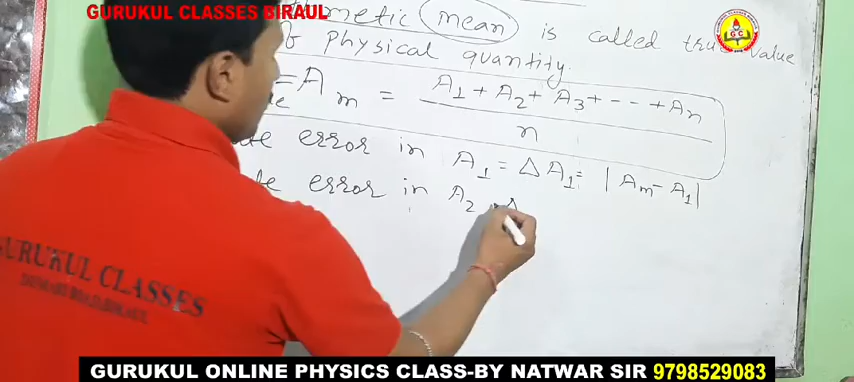 GURUKUL CLASSES BIRAUL
metic mean is called true value
of physical quantity.
= A m = A1 + A2 + A3 + --- + An
n
error in A1 = ΔA1 = | Am - A1 |
error in A2 = Δ
GURUKUL CLASSES
GURUKUL ONLINE PHYSICS CLASS-BY NATWAR SIR 9798529083